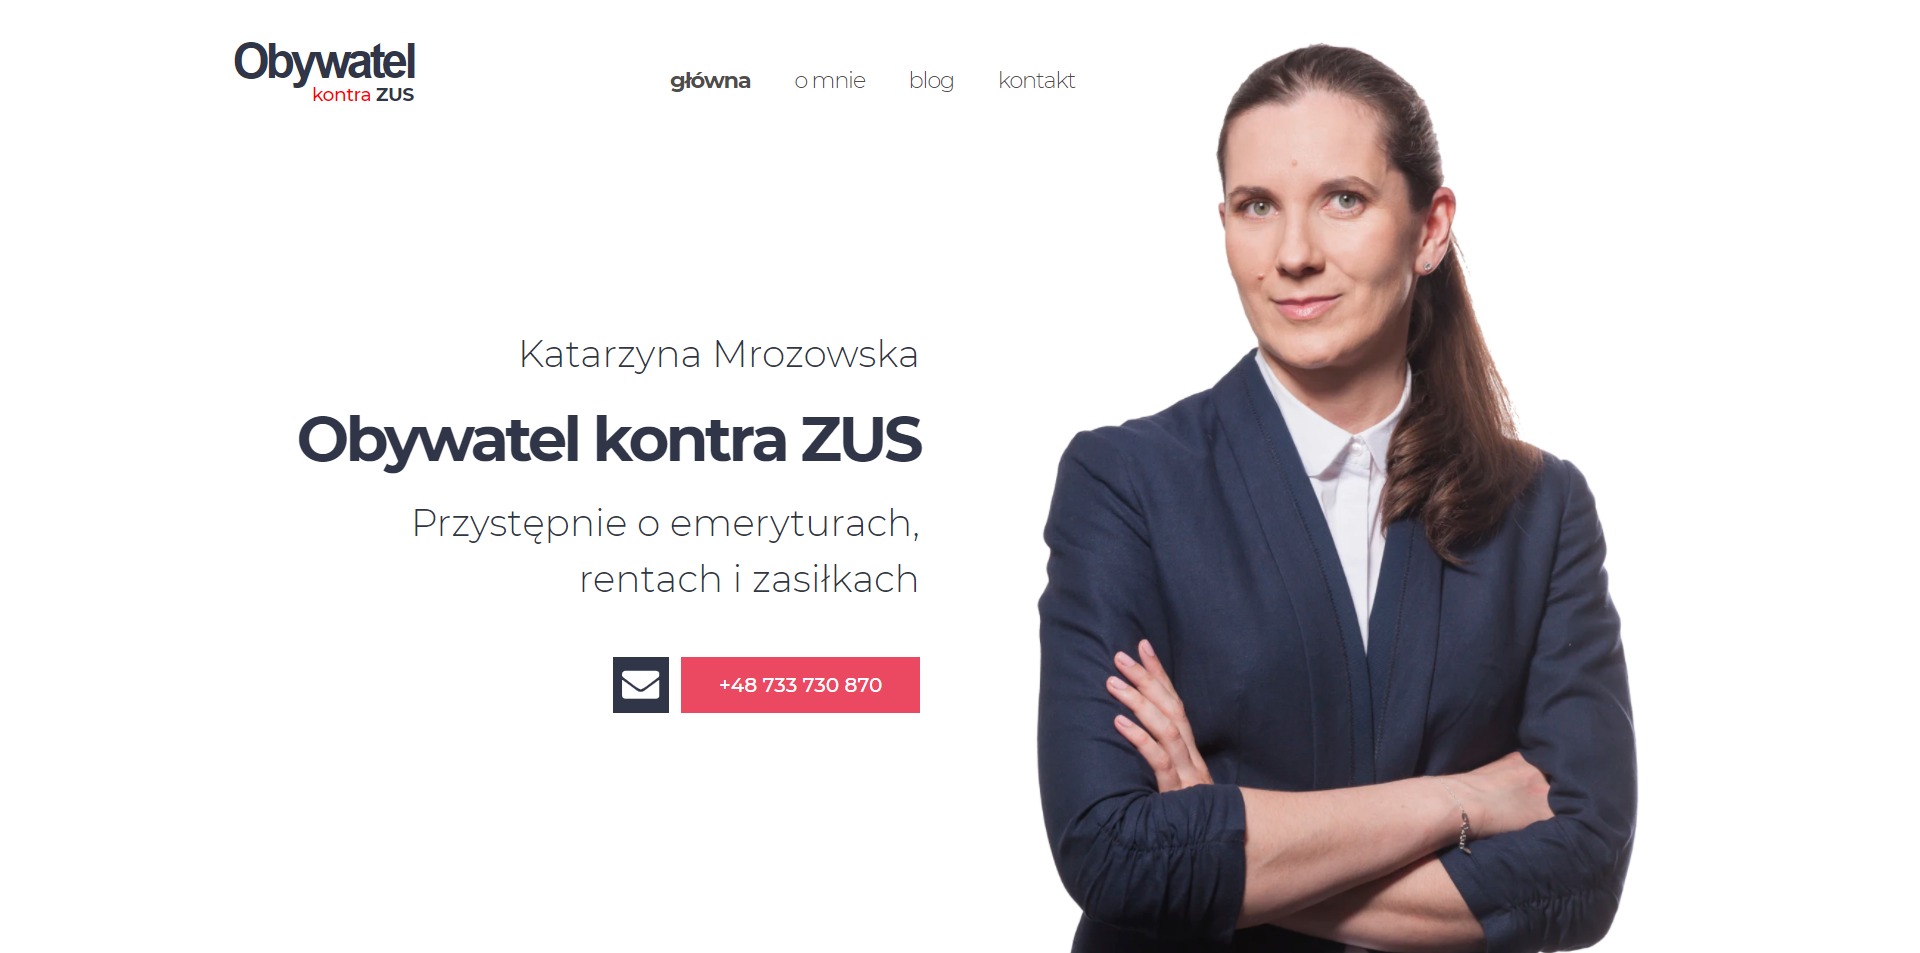 Obywatel
kontra ZUS
główna
o mnie
blog
kontakt
Katarzyna Mrozowska
Obywatel kontra ZUS
Przystępnie o emeryturach,
rentach i zasiłkach
+48 733 730 870